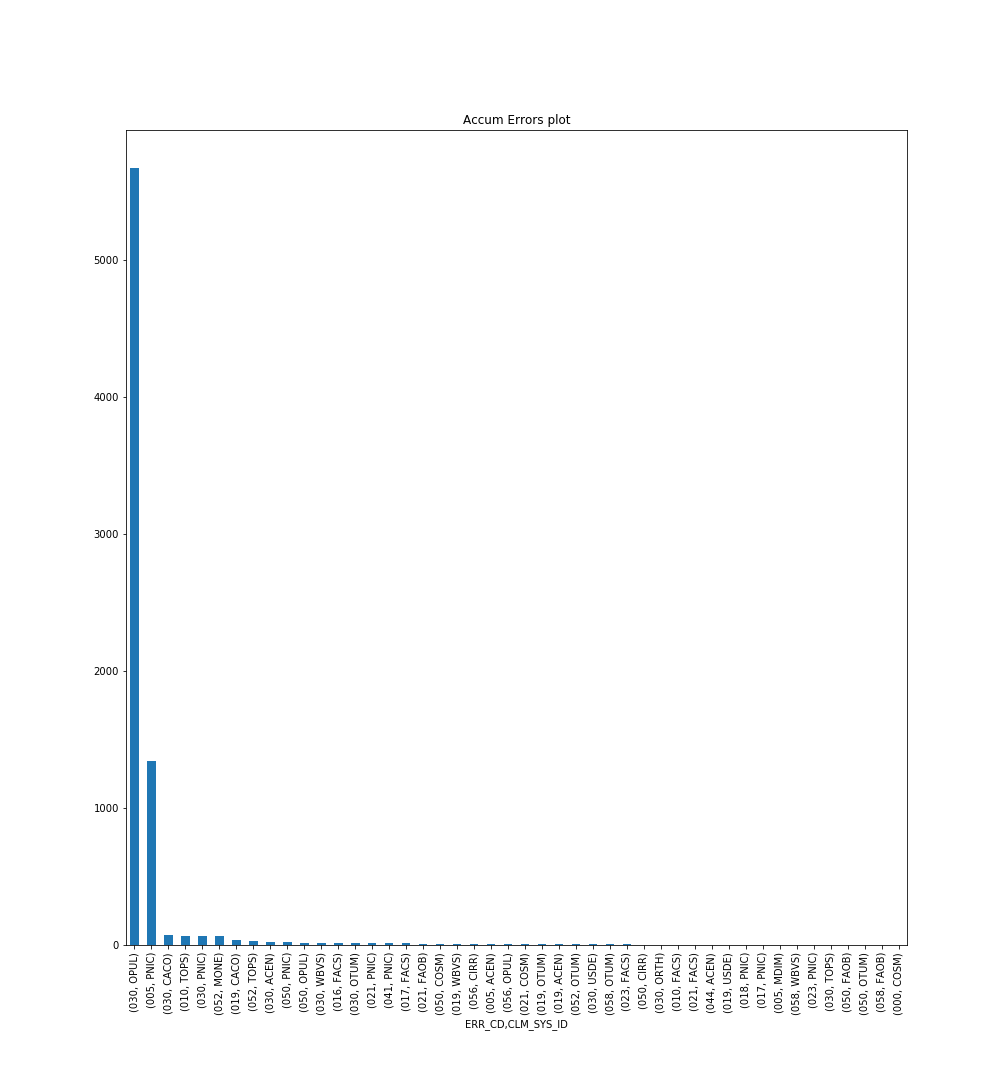 Accum Errors plot
5000
4000
3000
2000
1000
0
(030, OPUL)
(005, PNIC)
(030, CACO)
(010, TOPS)
(030, PNIC)
(052, MONE)
(019, CACO)
(052, TOPS)
(030, ACEN)
(050, PNIC)
(050, OPUL)
(030, WBVS)
(016, FACS)
(030, OTUM)
(021, PNIC)
(041, PNIC)
(017, FACS)
(021, FAOB)
(050, COSM)
(019, WBVS)
(056, CIRR)
(005, ACEN)
(056, OPUL)
(021, COSM)
(019, OTUM)
(019, ACEN)
(052, OTUM)
(030, USDE)
(058, OTUM)
(023, FACS)
(050, CIRR)
(030, ORTH)
(010, FACS)
(021, FACS)
(044, ACEN)
(019, USDE)
(018, PNIC)
(017, PNIC)
(005, MDIM)
(058, WBVS)
(023, PNIC)
(030, TOPS)
(050, FAOB)
(050, OTUM)
(058, FAOB)
(000, COSM)
ERR_CD,CLM_SYS_ID